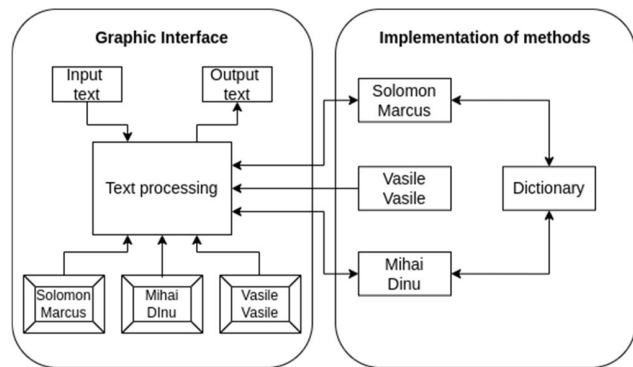 Graphic Interface
Implementation of methods
Input
text
Output
text
Text processing
Solomon
Marcus
Mihai
DInu
Vasile
Vasile
Solomon
Marcus
Vasile
Vasile
Mihai
Dinu
Dictionary